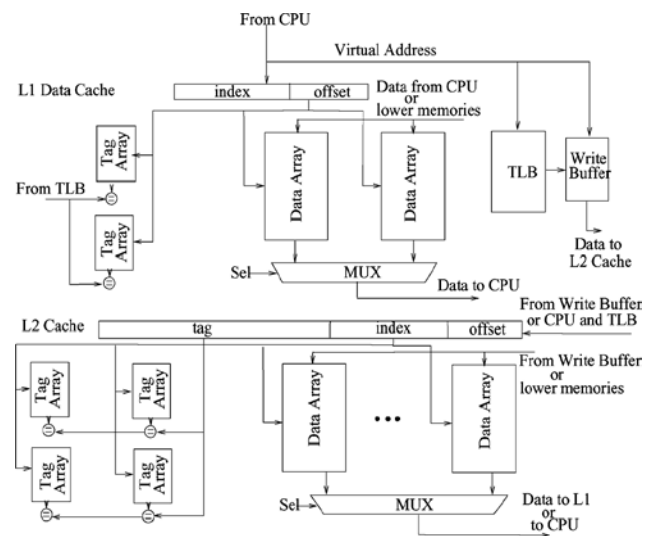 From CPU
Virtual Address
L1 Data Cache
index
offset
Data from CPU
or
lower memories
Tag
Array
From TLB
=
Tag
Array
=
Data Array
Data Array
TLB
Write
Buffer
Data to
L2 Cache
Sel
MUX
Data to CPU
L2 Cache
tag
index
offset
From Write Buffer
or CPU and TLB
From Write Buffer
or
lower memories
Tag
Array
=
Tag
Array
=
Tag
Array
=
Tag
Array
=
Data Array
•••
Data Array
Sel
MUX
Data to L1
or
to CPU